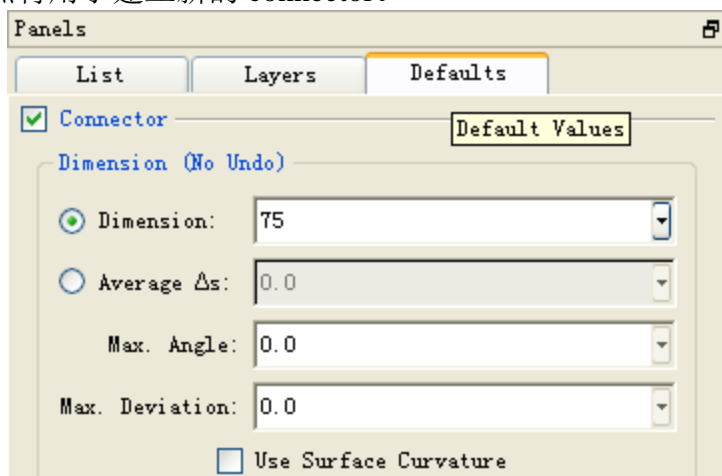 connector.
Panels
List Layers Defaults
Connector
Default Values
Dimension (No Undo)
Dimension: 75
Average Δs: 0.0
Max. Angle: 0.0
Max. Deviation: 0.0
Use Surface Curvature